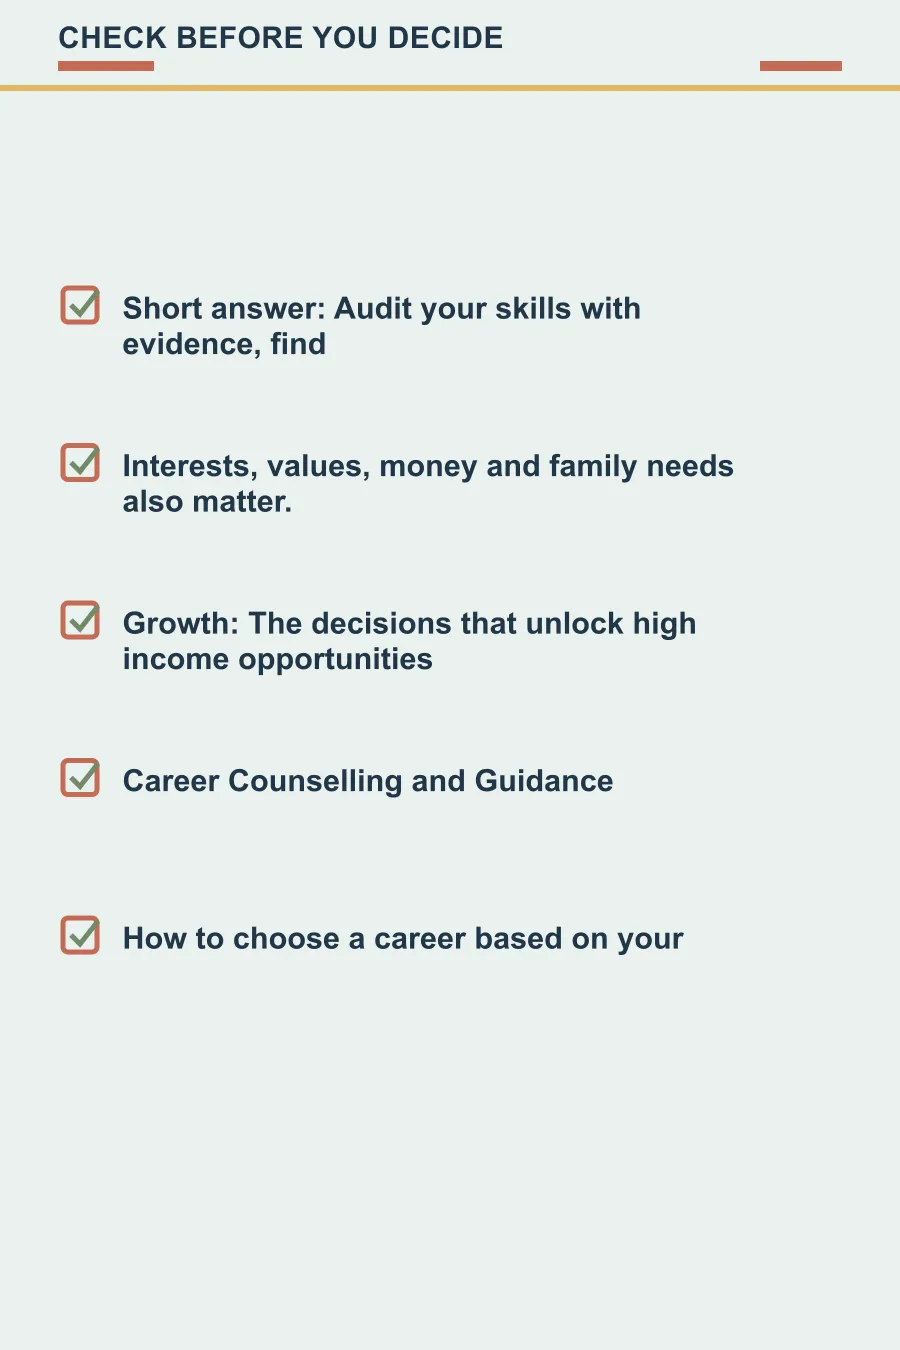 CHECK BEFORE YOU DECIDE
Short answer: Audit your skills with
evidence, find
Interests, values, money and family needs
also matter.
Growth: The decisions that unlock high
income opportunities
Career Counselling and Guidance
How to choose a career based on your